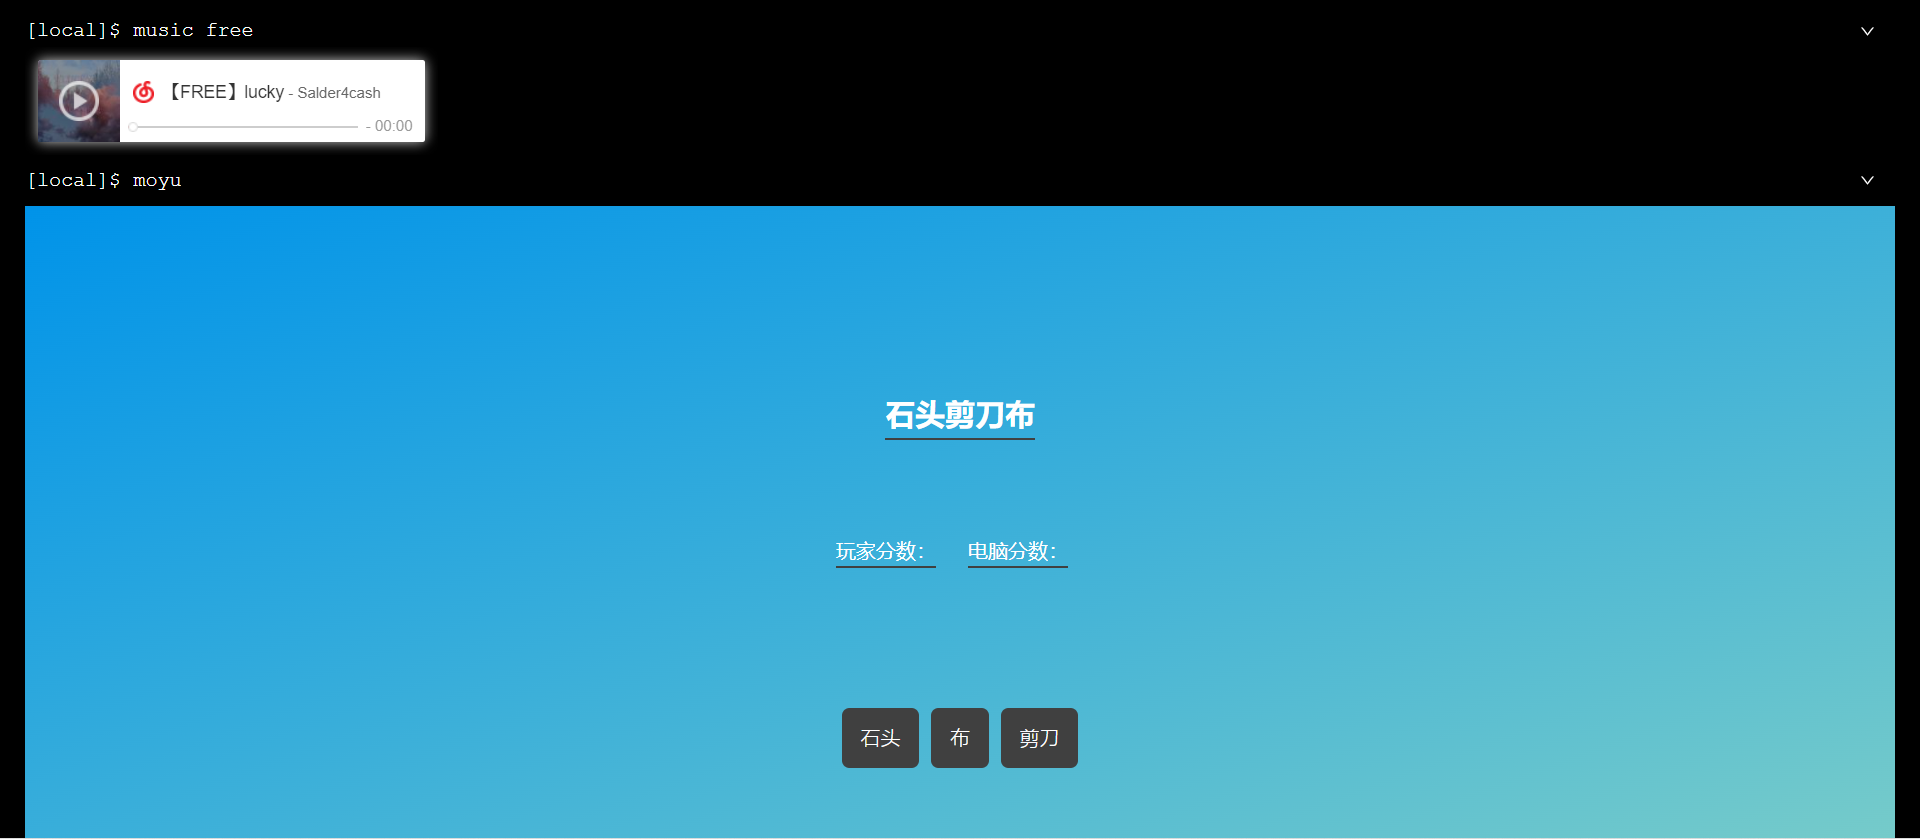 [local]$ music free
【FREE】lucky - Salder4cash
- 00:00
[local]$ moyu
石头剪刀布
玩家分数： 电脑分数：
石头 布 剪刀